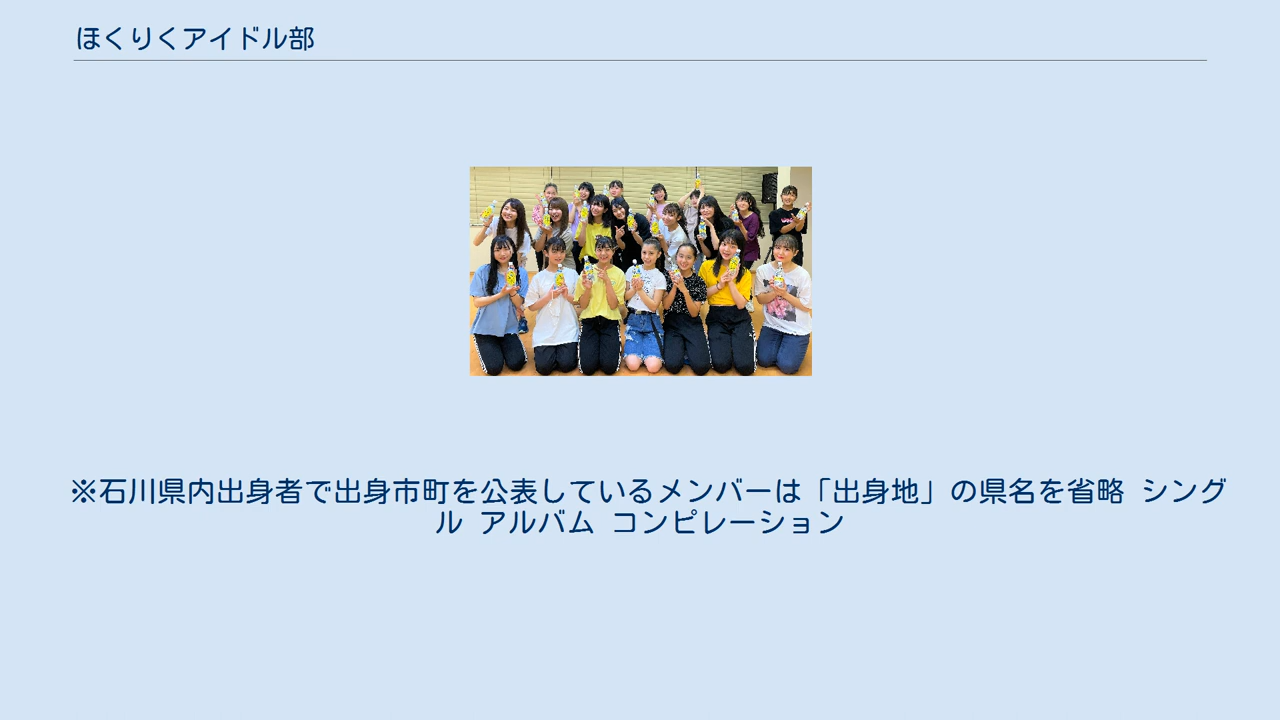 ほくりくアイドル部
※石川県内出身者で出身市町を公表しているメンバーは「出身地」の県名を省略 シング
ル アルバム コンピレーション